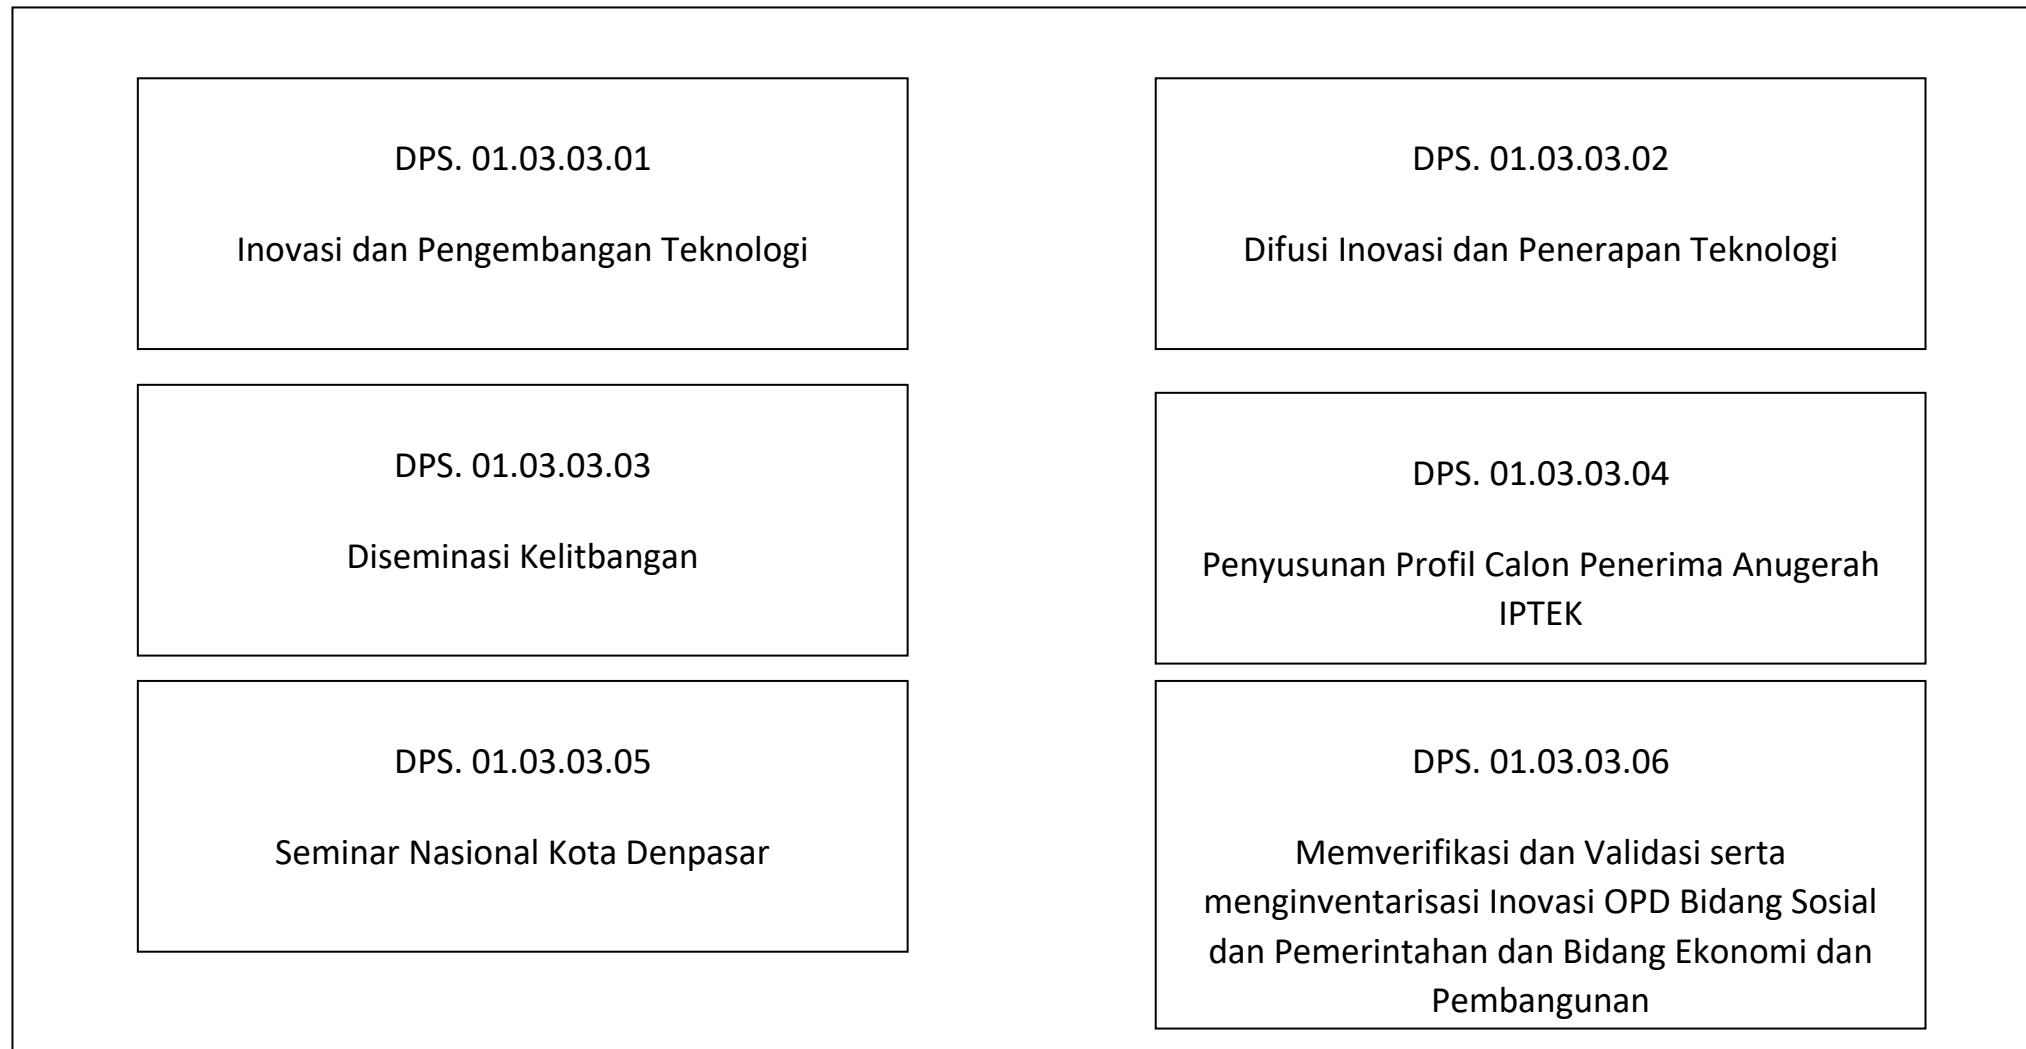 DPS. 01.03.03.01
Inovasi dan Pengembangan Teknologi
DPS. 01.03.03.02
Difusi Inovasi dan Penerapan Teknologi
DPS. 01.03.03.03
Diseminasi Kelitbangan
DPS. 01.03.03.04
Penyusunan Profil Calon Penerima Anugerah
IPTEK
DPS. 01.03.03.05
Seminar Nasional Kota Denpasar
DPS. 01.03.03.06
Memverifikasi dan Validasi serta
menginventarisasi Inovasi OPD Bidang Sosial
dan Pemerintahan dan Bidang Ekonomi dan
Pembangunan